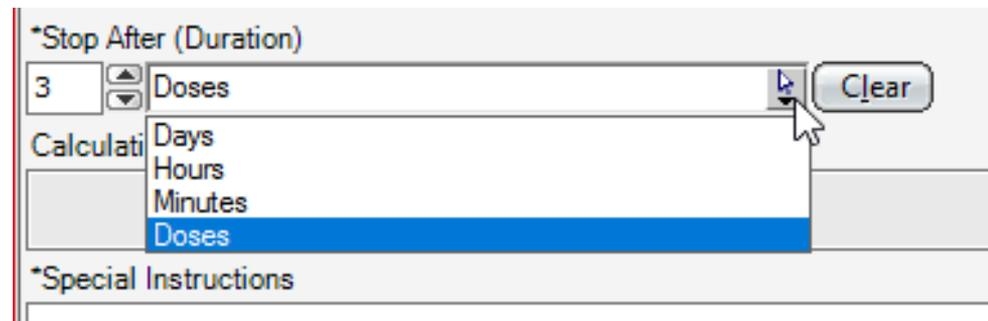 *Stop After (Duration)
3 Doses Clear
Days
Calculati
Hours
Minutes
Doses
*Special Instructions